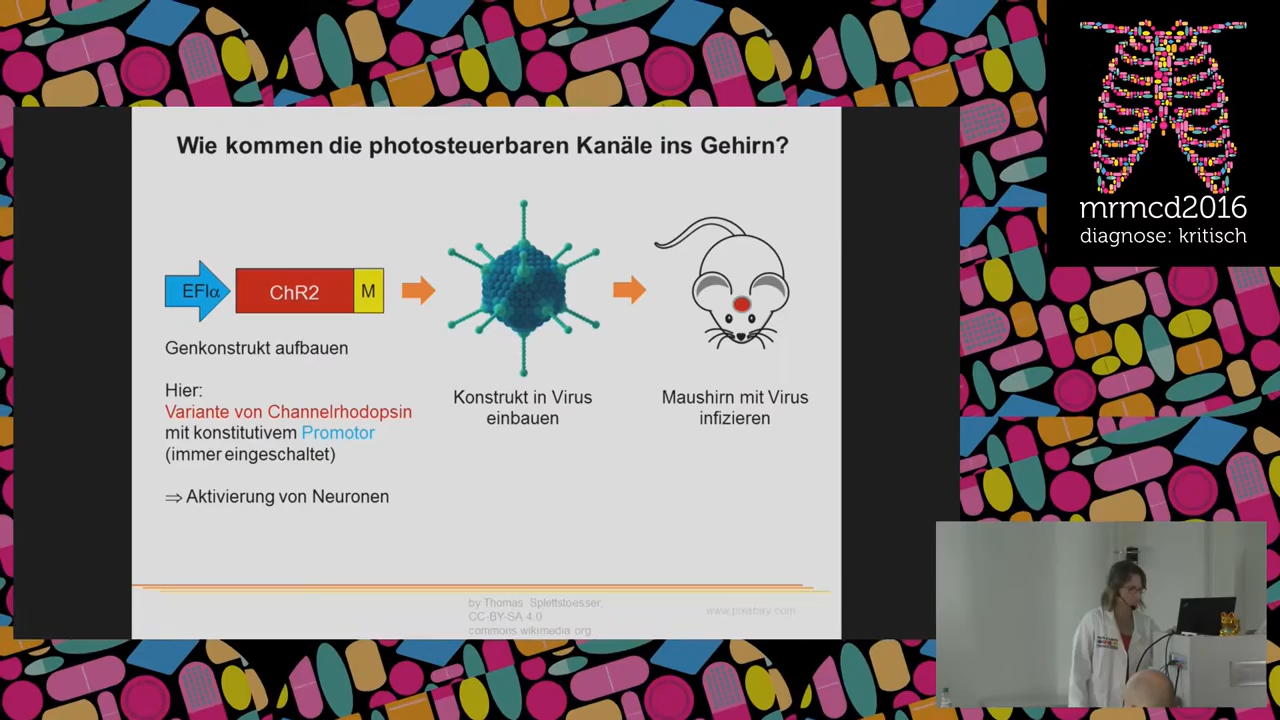 mrmcd2016
diagnose: kritisch
Wie kommen die photosteuerbaren Kanäle ins Gehirn?
EFIα
ChR2
M
Genkonstrukt aufbauen
Hier:
Variante von Channelrhodopsin
mit konstitutivem Promotor
(immer eingeschaltet)
⇒ Aktivierung von Neuronen
Konstrukt in Virus
einbauen
Maushirn mit Virus
infizieren
by Thomas Splettstoesser,
CC-BY-SA 4.0
commons.wikimedia.org
www.pixabay.com